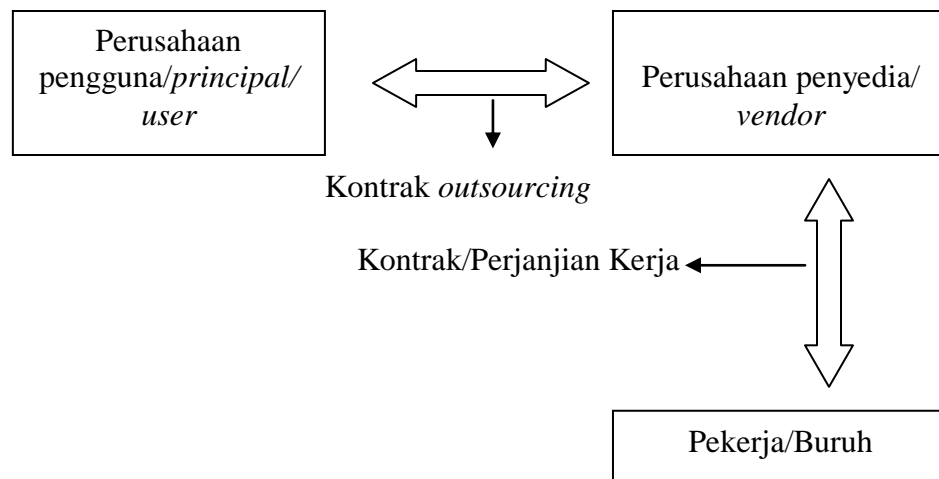 Perusahaan
pengguna/principal/
user
Perusahaan penyedia/
vendor
Kontrak outsourcing
Kontrak/Perjanjian Kerja
Pekerja/Buruh